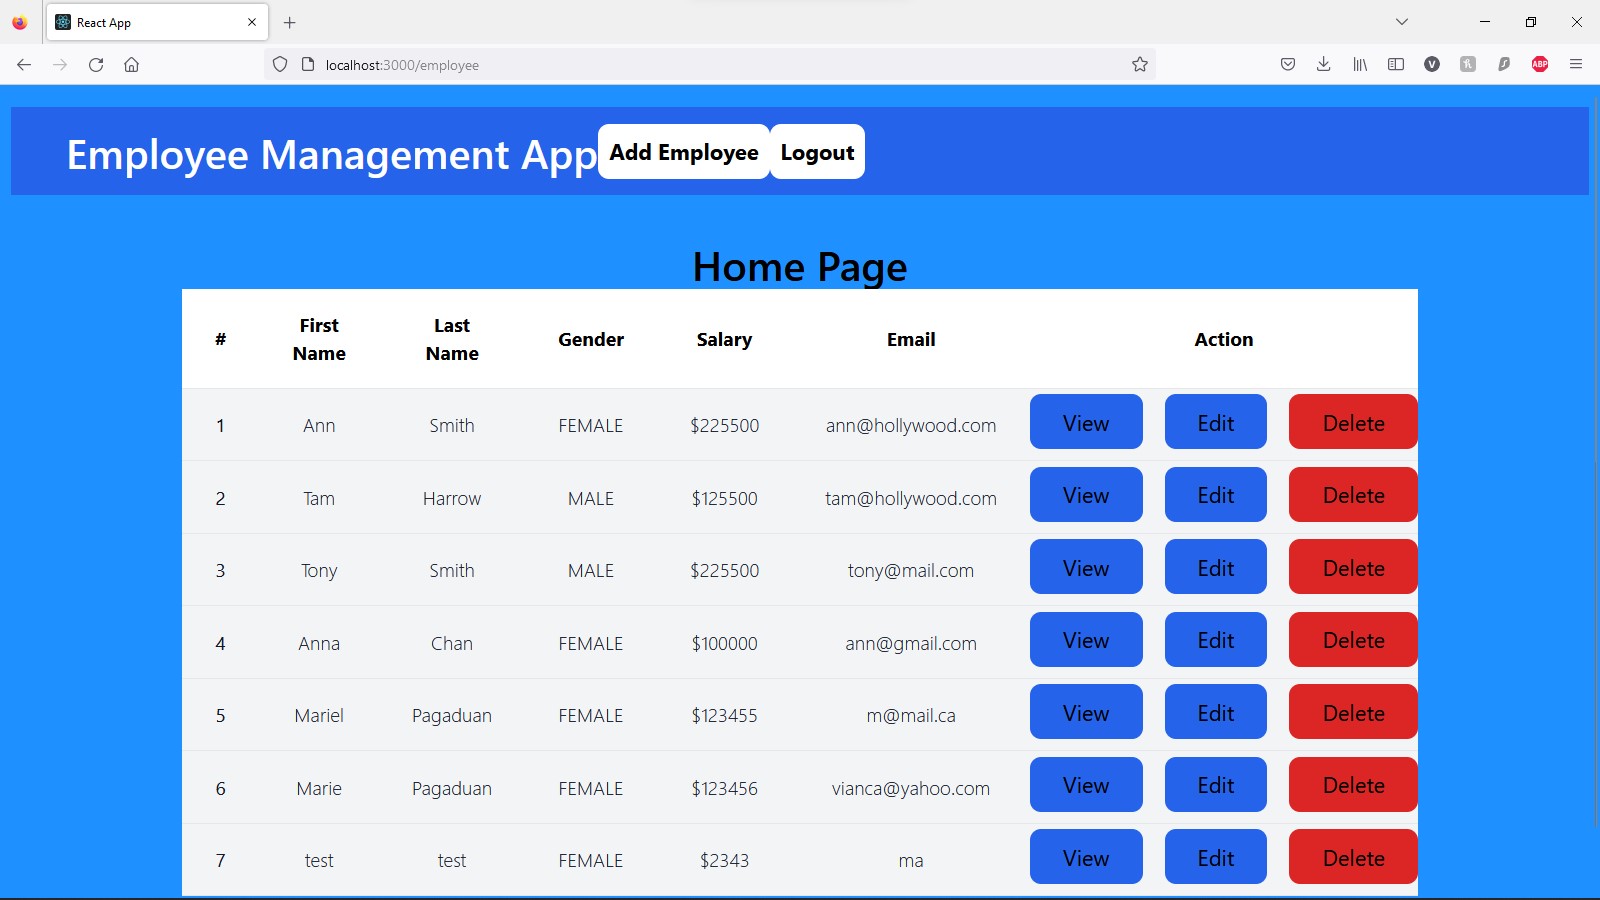 React App
localhost:3000/employee
V
ABP
Employee Management App Add Employee Logout
Home Page
# First Name Last Name Gender Salary Email Action
1 Ann Smith FEMALE $225500 ann@hollywood.com View Edit Delete
2 Tam Harrow MALE $125500 tam@hollywood.com View Edit Delete
3 Tony Smith MALE $225500 tony@mail.com View Edit Delete
4 Anna Chan FEMALE $100000 ann@gmail.com View Edit Delete
5 Mariel Pagaduan FEMALE $123455 m@mail.ca View Edit Delete
6 Marie Pagaduan FEMALE $123456 vianca@yahoo.com View Edit Delete
7 test test FEMALE $2343 ma View Edit Delete